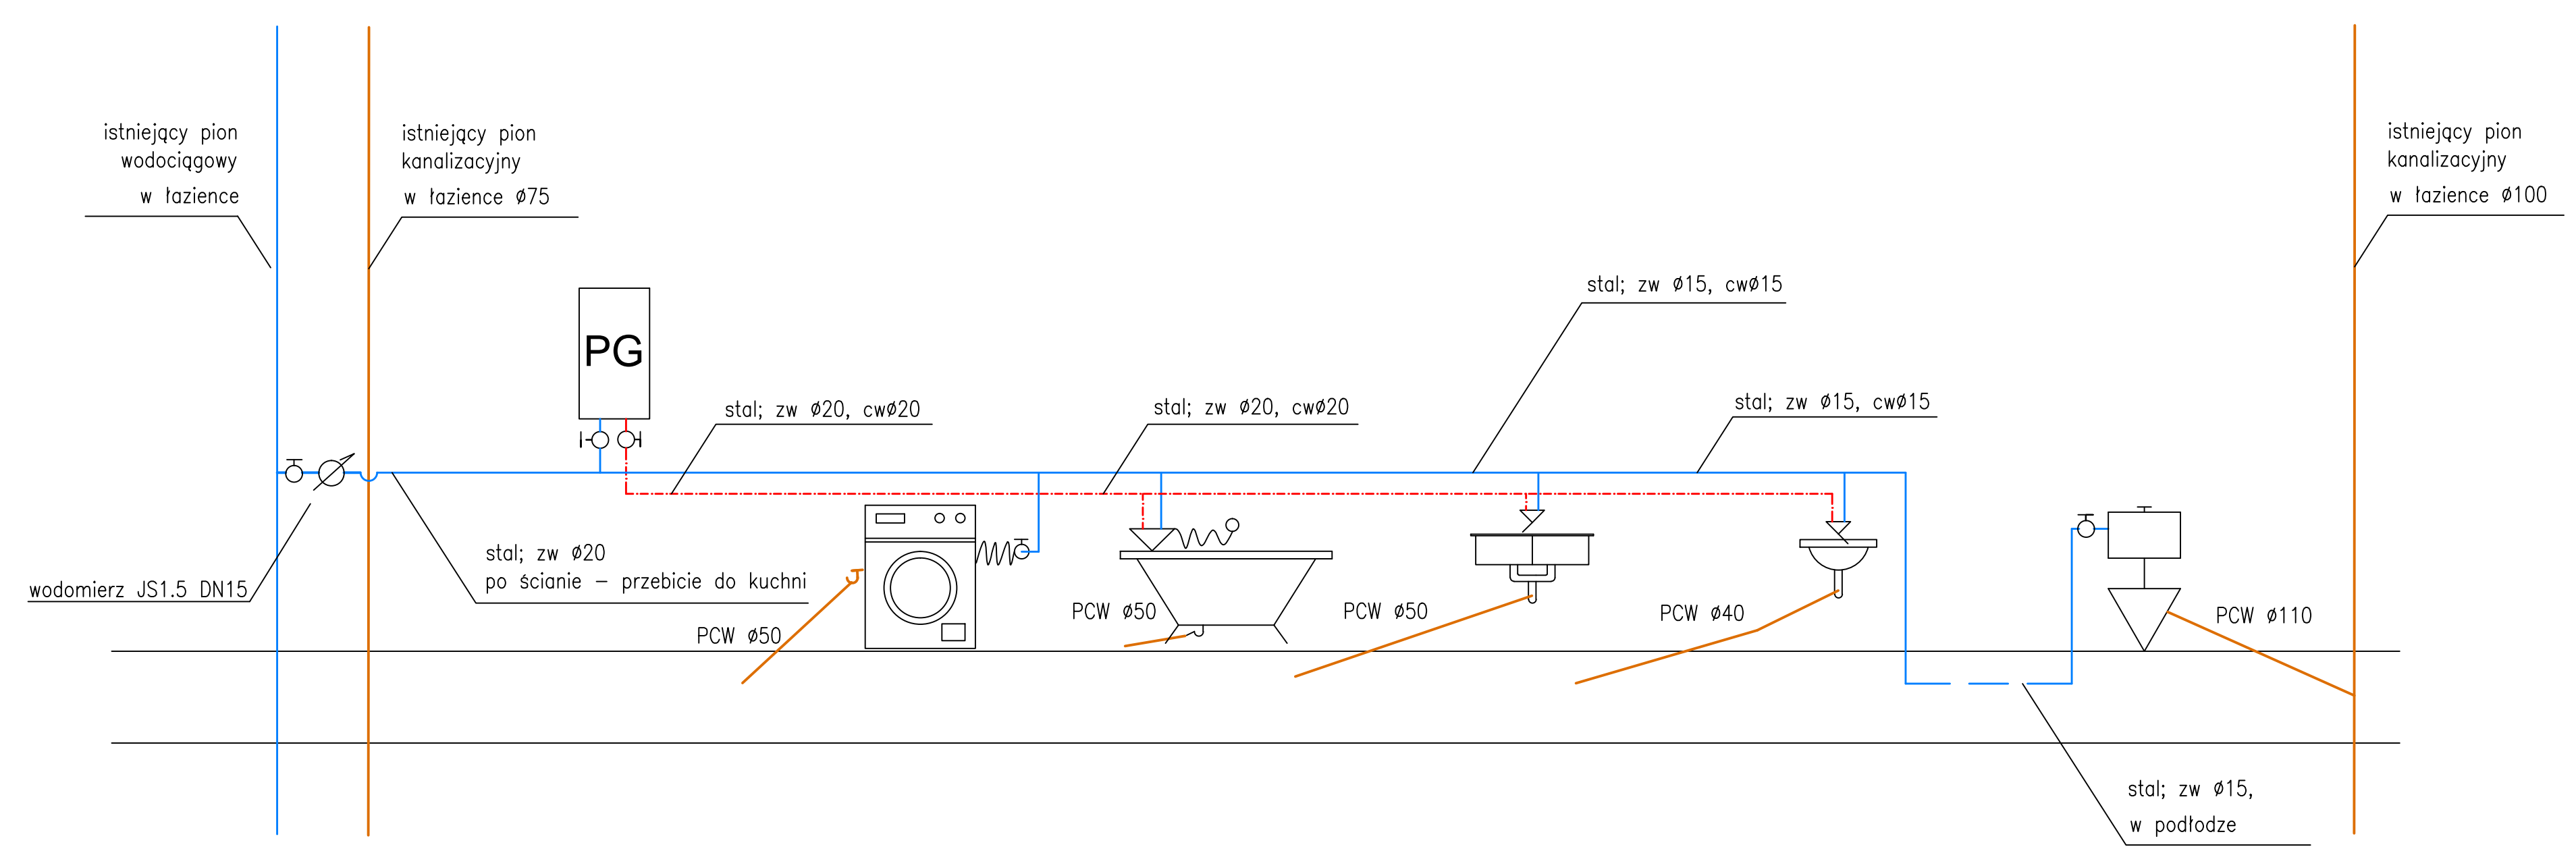 istniejący pion
wodociągowy
w łazience
istniejący pion
kanalizacyjny
w łazience Ø75
istniejący pion
kanalizacyjny
w łazience Ø100
PG
stal; zw Ø15, cwØ15
stal; zw Ø20, cwØ20
stal; zw Ø20, cwØ20
stal; zw Ø15, cwØ15
stal; zw Ø20
po ścianie – przebicie do kuchni
wodomierz JS1.5 DN15
PCW Ø50
PCW Ø50
PCW Ø50
PCW Ø40
PCW Ø110
stal; zw Ø15,
w podłodze